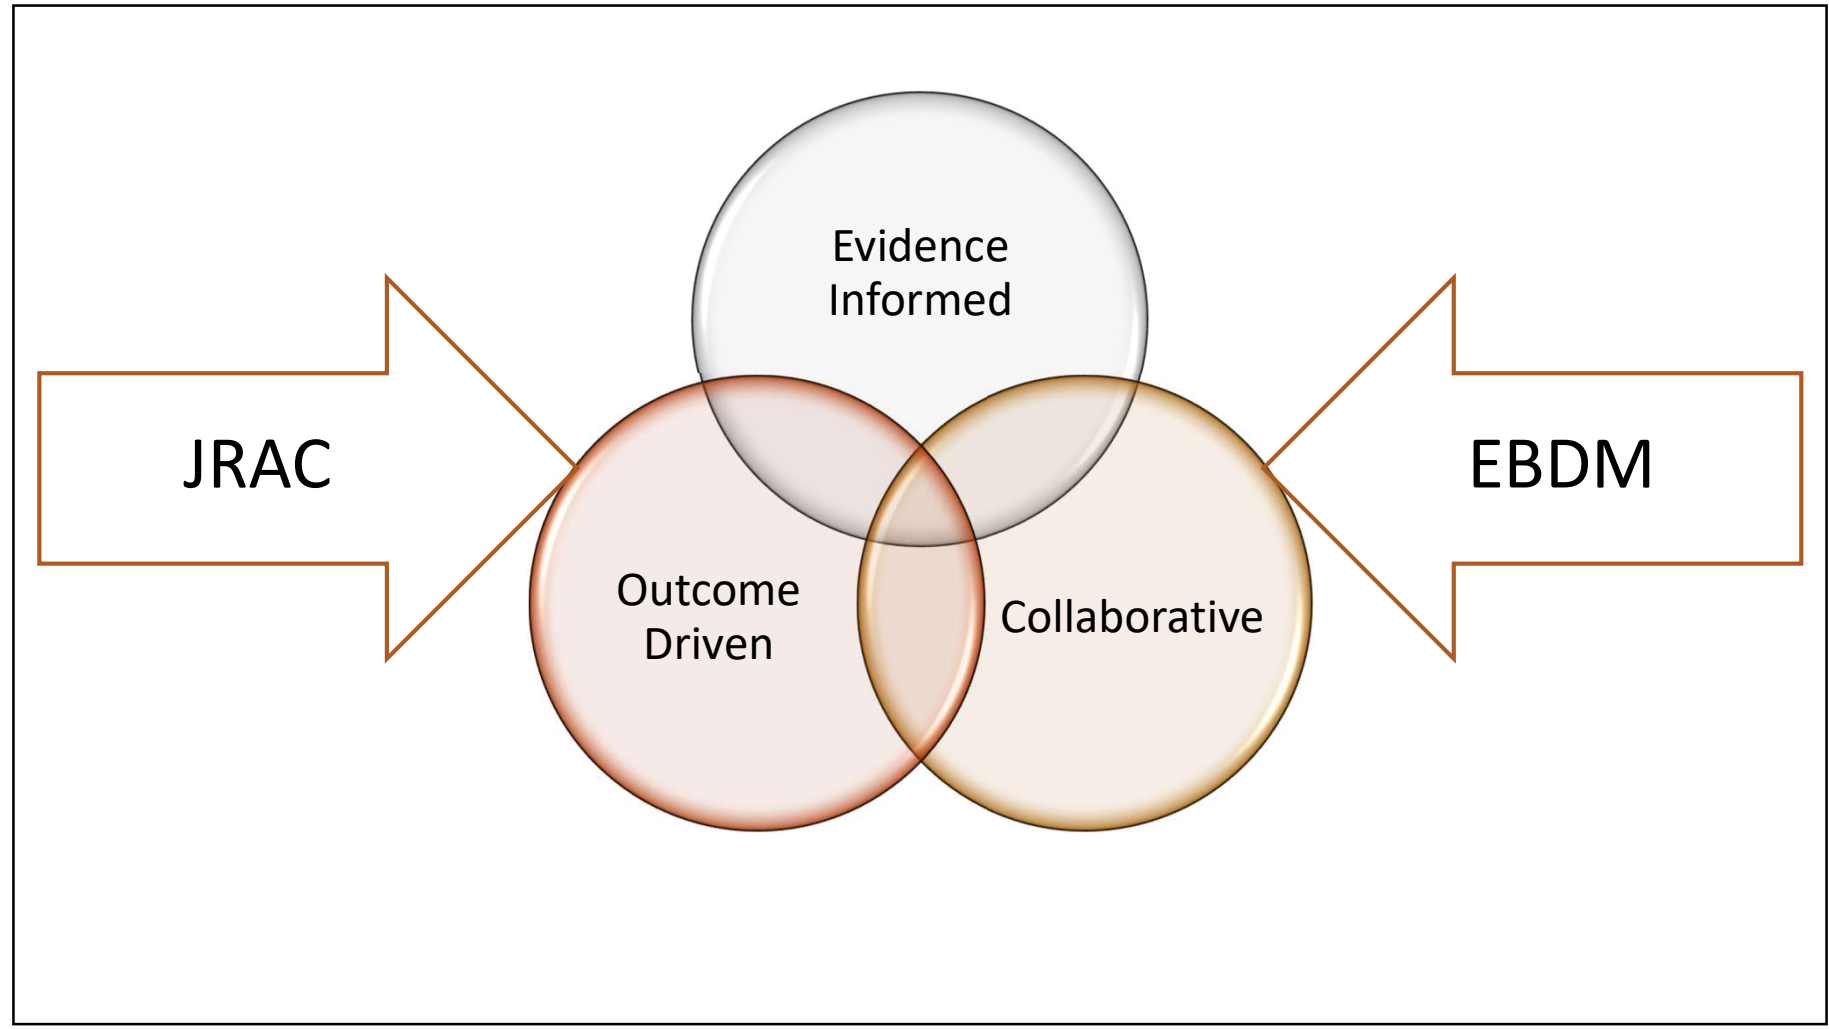 Evidence
Informed
JRAC
EBDM
Outcome
Driven
Collaborative